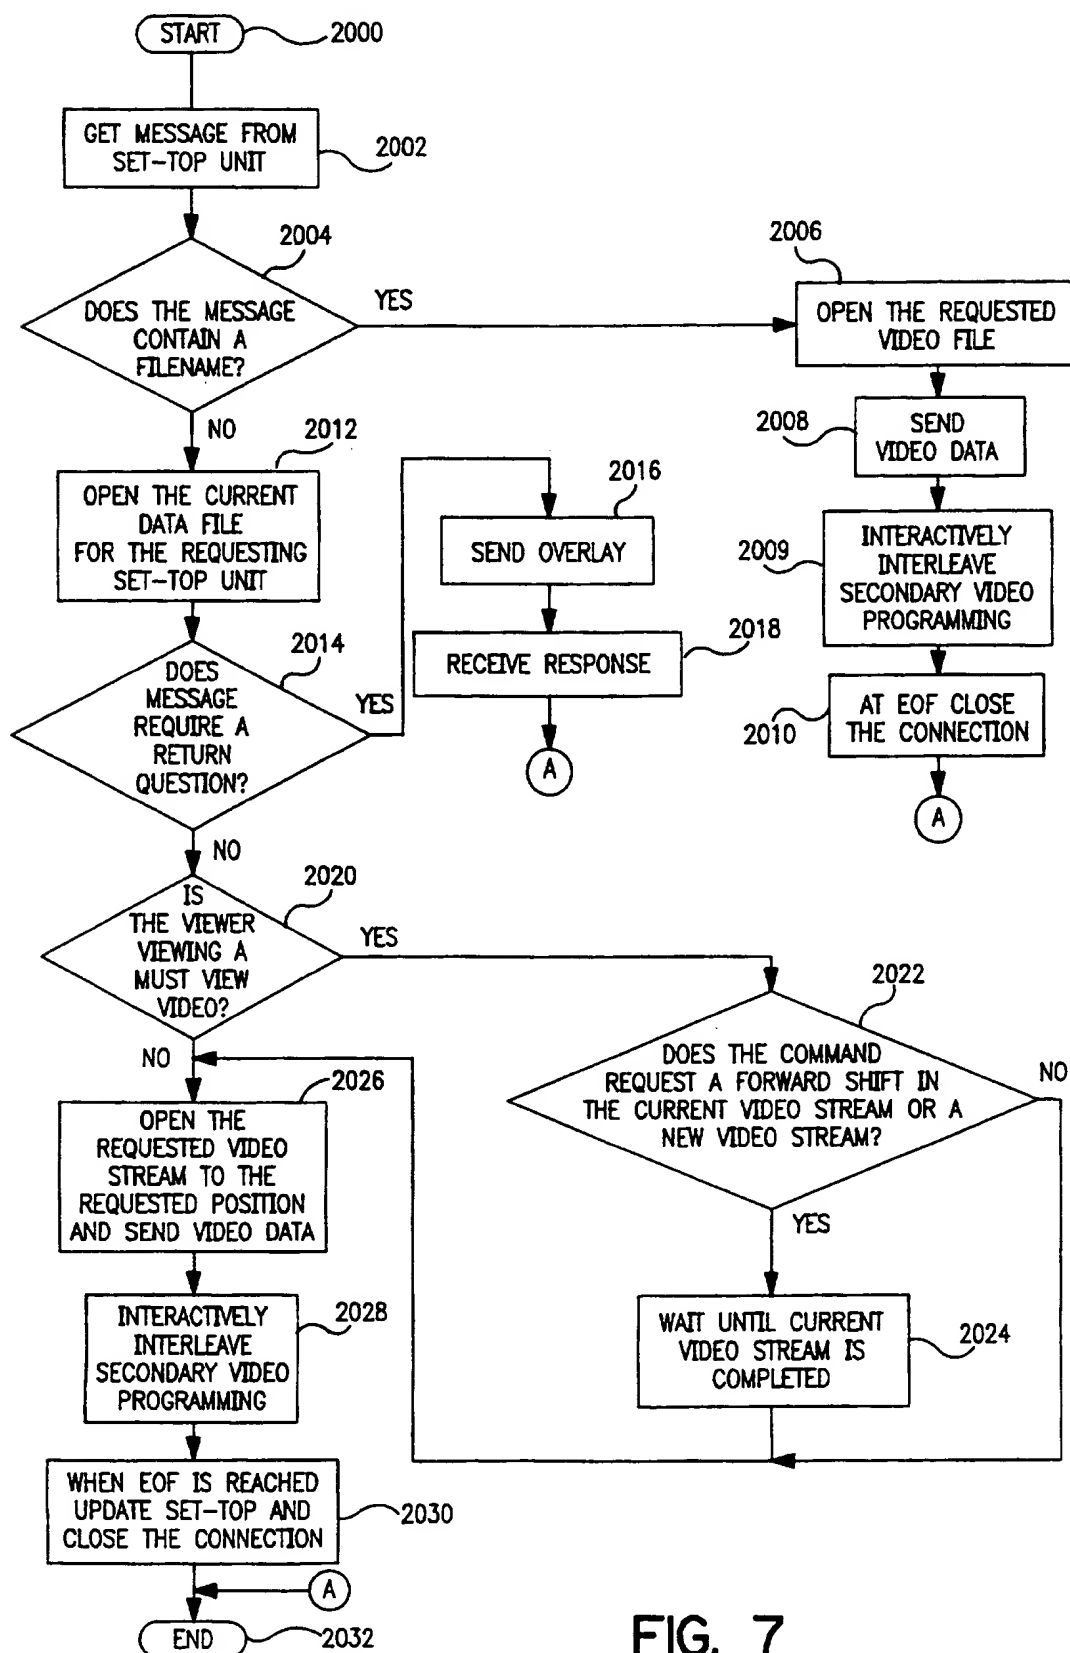 START
2000
GET MESSAGE FROM
SET-TOP UNIT
2002
2004
DOES THE MESSAGE
CONTAIN A
FILENAME?
YES
2006
OPEN THE REQUESTED
VIDEO FILE
2008
SEND
VIDEO DATA
2009
INTERACTIVELY
INTERLEAVE
SECONDARY VIDEO
PROGRAMMING
2010
AT EOF CLOSE
THE CONNECTION
A
NO
2012
OPEN THE CURRENT
DATA FILE
FOR THE REQUESTING
SET-TOP UNIT
2014
DOES
MESSAGE
REQUIRE A
RETURN
QUESTION?
YES
2016
SEND OVERLAY
2018
RECEIVE RESPONSE
A
NO
2020
IS
THE VIEWER
VIEWING A
MUST VIEW
VIDEO?
YES
2022
DOES THE COMMAND
REQUEST A FORWARD SHIFT IN
THE CURRENT VIDEO STREAM OR A
NEW VIDEO STREAM?
NO
YES
WAIT UNTIL CURRENT
VIDEO STREAM IS
COMPLETED
2024
NO
2026
OPEN THE
REQUESTED VIDEO
STREAM TO THE
REQUESTED POSITION
AND SEND VIDEO DATA
INTERACTIVELY
INTERLEAVE
SECONDARY VIDEO
PROGRAMMING
2028
WHEN EOF IS REACHED
UPDATE SET-TOP AND
CLOSE THE CONNECTION
2030
A
END
2032
FIG. 7